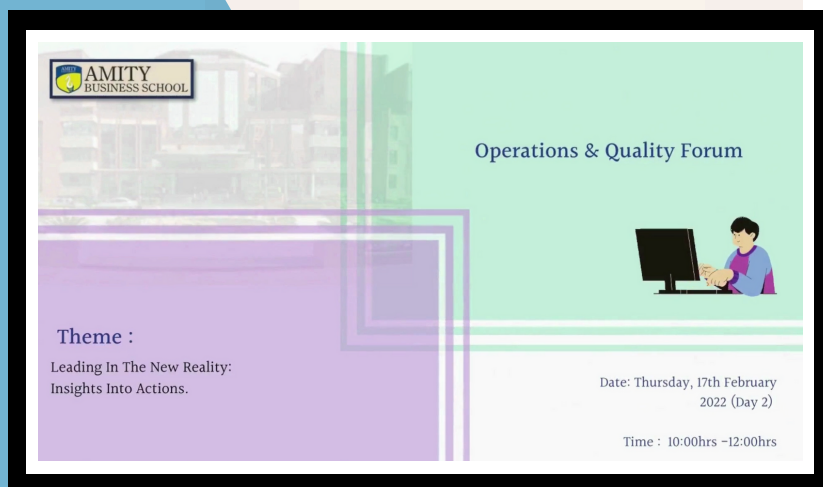 AMITY
BUSINESS SCHOOL
Operations & Quality Forum
Theme :
Leading In The New Reality:
Insights Into Actions.
Date: Thursday, 17th February
2022 (Day 2)
Time : 10:00hrs -12:00hrs